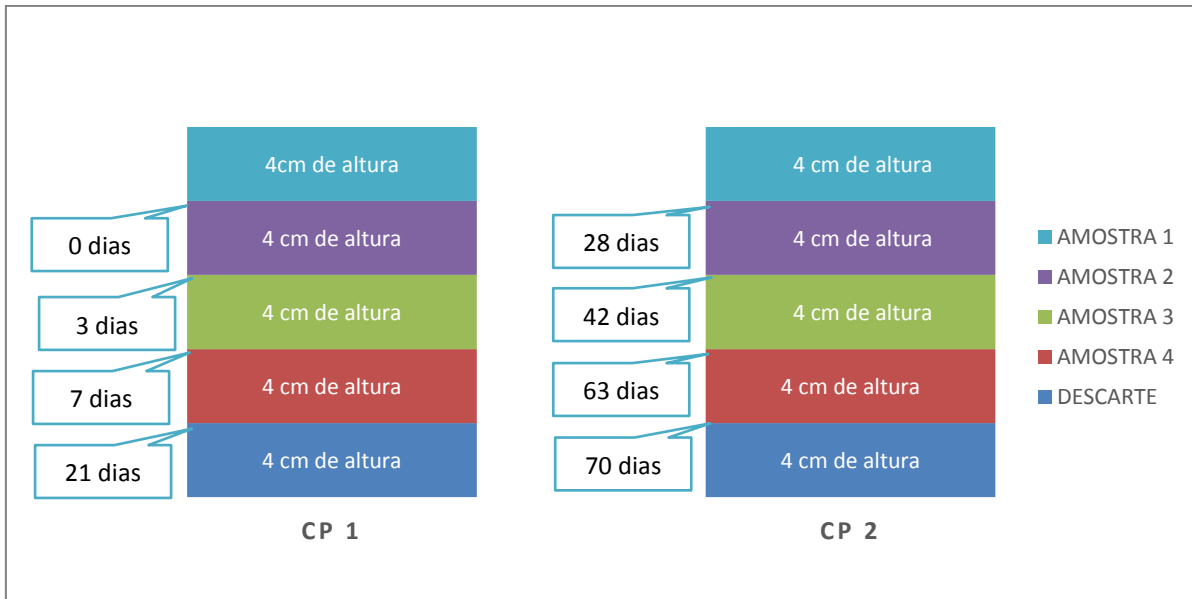 4cm de altura
4 cm de altura
4 cm de altura
4 cm de altura
4 cm de altura
0 dias
3 dias
7 dias
21 dias
CP 1
4 cm de altura
4 cm de altura
4 cm de altura
4 cm de altura
4 cm de altura
28 dias
42 dias
63 dias
70 dias
CP 2
AMOSTRA 1
AMOSTRA 2
AMOSTRA 3
AMOSTRA 4
DESCARTE